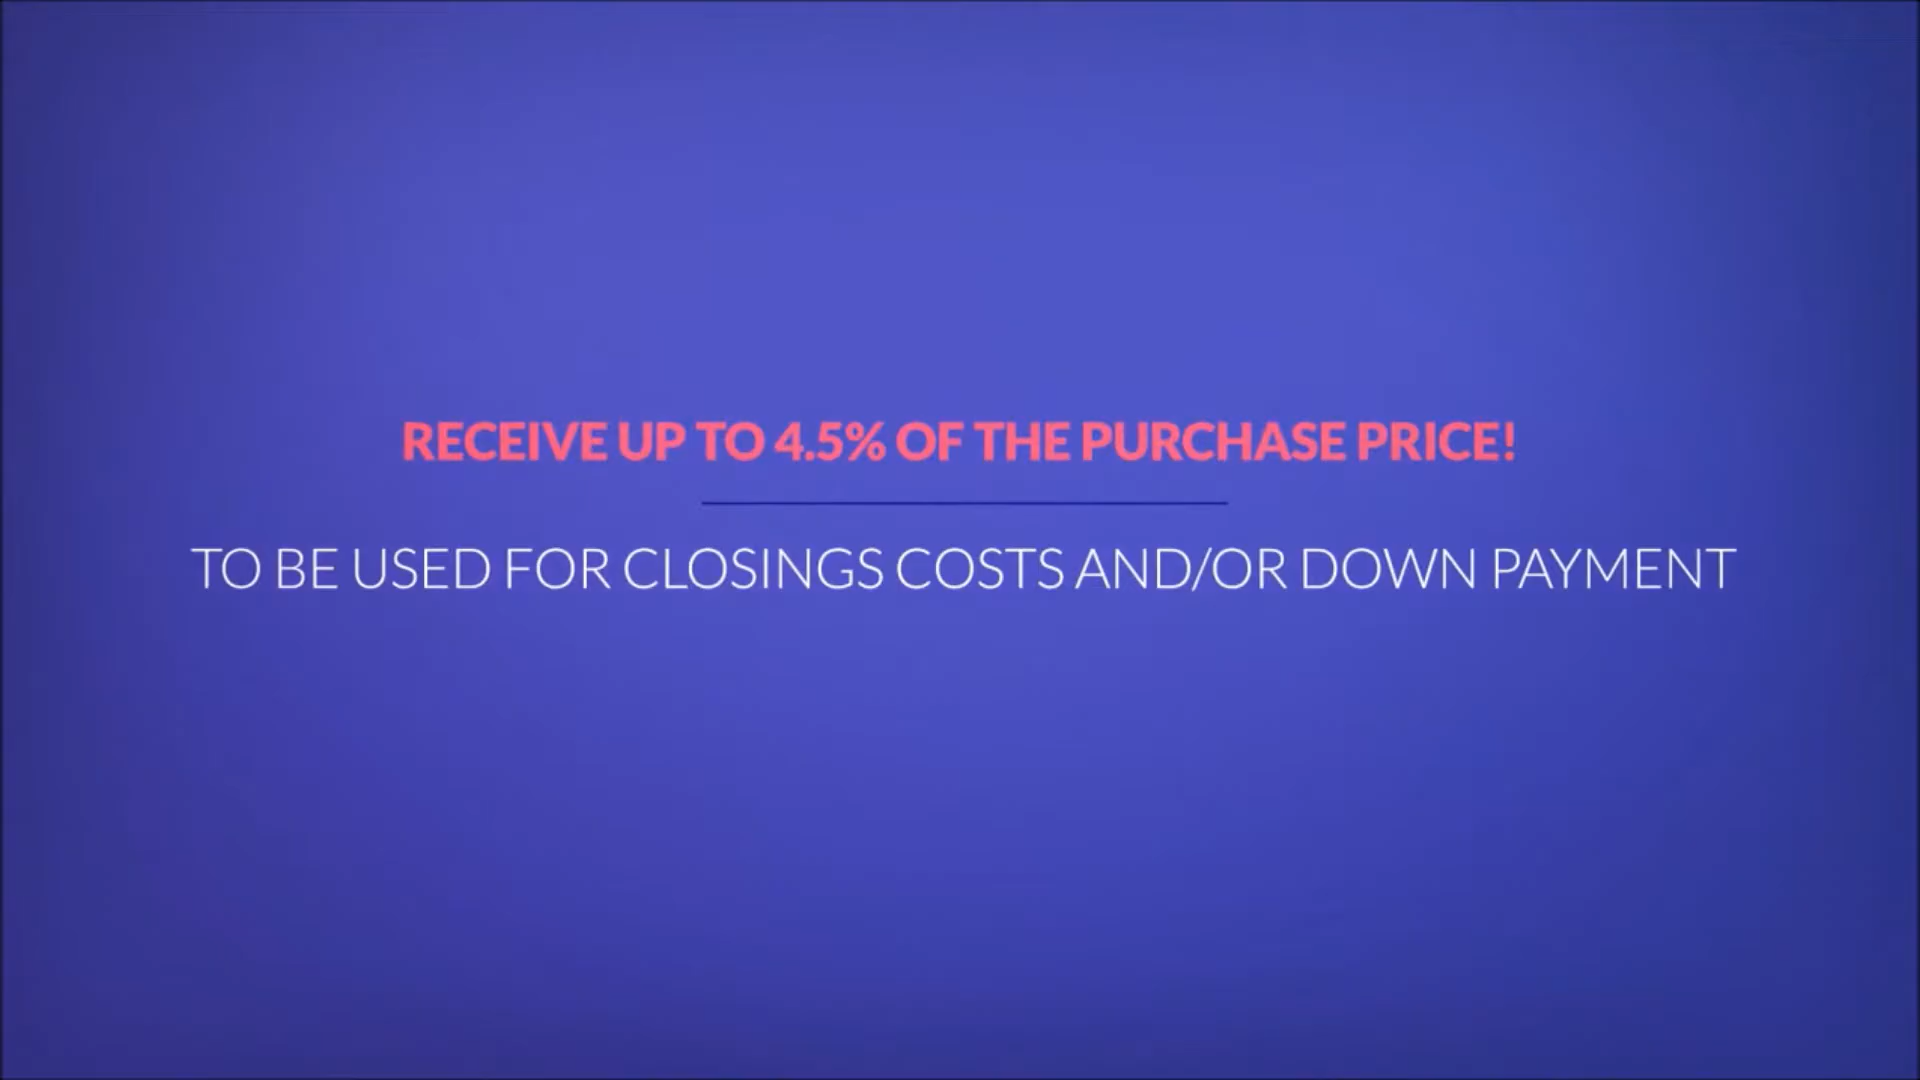 RECEIVE UP TO 4.5% OF THE PURCHASE PRICE!
TO BE USED FOR CLOSINGS COSTS AND/OR DOWN PAYMENT